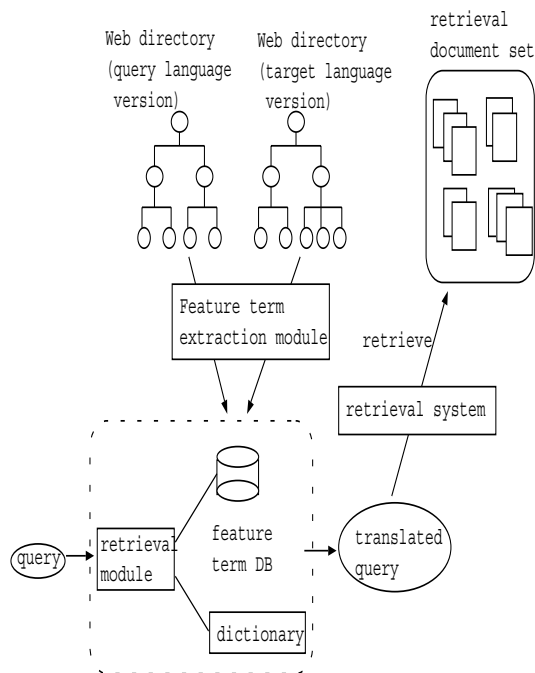 retrieval
document set
Web directory
(query language
version)
Web directory
(target language
version)
Feature term
extraction module
retrieve
retrieval system
query
retrieval
module
feature
term DB
dictionary
translated
query